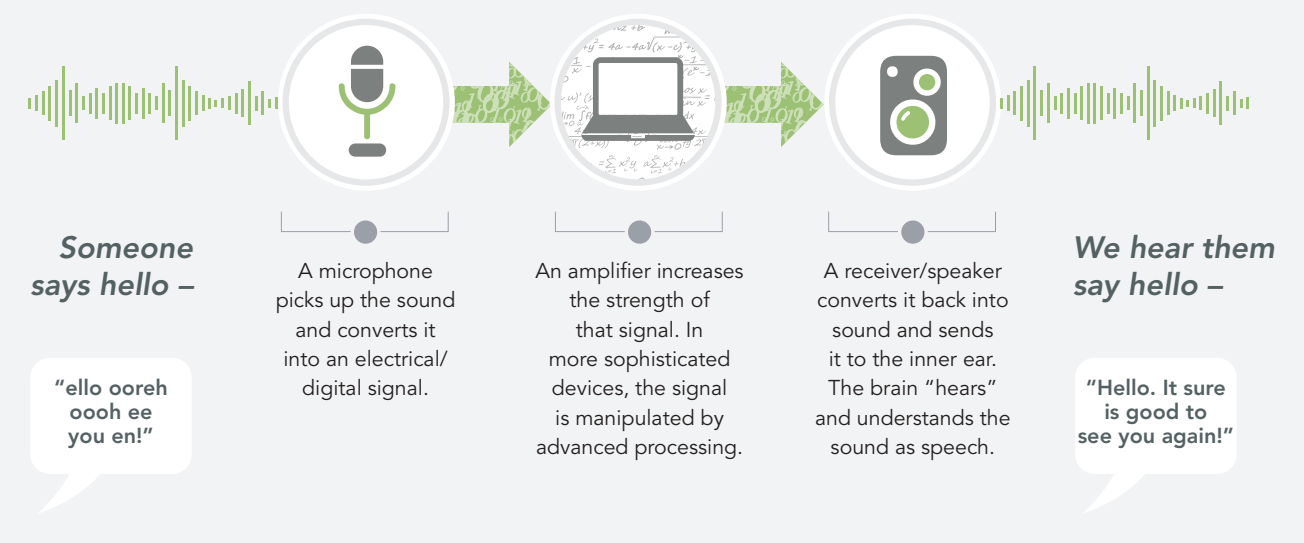 Someone
says hello –
“ello ooreh
oooh ee
you en!”
A microphone
picks up the sound
and converts it
into an electrical/
digital signal.
An amplifier increases
the strength of
that signal. In
more sophisticated
devices, the signal
is manipulated by
advanced processing.
A receiver/speaker
converts it back into
sound and sends
it to the inner ear.
The brain “hears”
and understands the
sound as speech.
We hear them
say hello –
“Hello. It sure
is good to
see you again!”